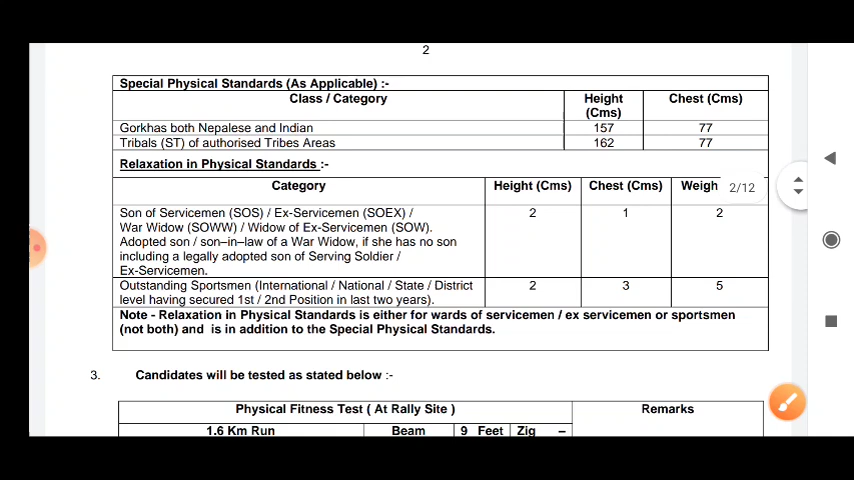 2
Special Physical Standards (As Applicable) :-
Class / Category Height (Cms) Chest (Cms)
Gorkhas both Nepalese and Indian 157 77
Tribals (ST) of authorised Tribes Areas 162 77
Relaxation in Physical Standards :-
Category Height (Cms) Chest (Cms) Weigh 2/12
Son of Servicemen (SOS) / Ex-Servicemen (SOEX) / 2 1 2
War Widow (SOWW) / Widow of Ex-Servicemen (SOW).
Adopted son / son–in–law of a War Widow, if she has no son
including a legally adopted son of Serving Soldier /
Ex-Servicemen.
Outstanding Sportsmen (International / National / State / District 2 3 5
level having secured 1st / 2nd Position in last two years).
Note - Relaxation in Physical Standards is either for wards of servicemen / ex servicemen or sportsmen
(not both) and is in addition to the Special Physical Standards.
3. Candidates will be tested as stated below :-
Physical Fitness Test ( At Rally Site ) Remarks
1.6 Km Run Beam 9 Feet Zig –